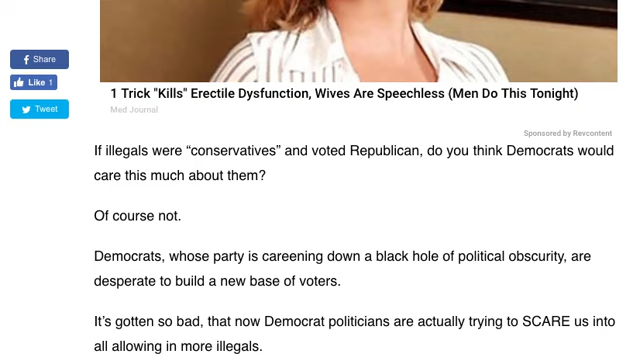 Share
Like 1
Tweet
1 Trick "Kills" Erectile Dysfunction, Wives Are Speechless (Men Do This Tonight)
Med Journal
Sponsored by Revcontent
If illegals were “conservatives” and voted Republican, do you think Democrats would
care this much about them?
Of course not.
Democrats, whose party is careening down a black hole of political obscurity, are
desperate to build a new base of voters.
It’s gotten so bad, that now Democrat politicians are actually trying to SCARE us into
all allowing in more illegals.